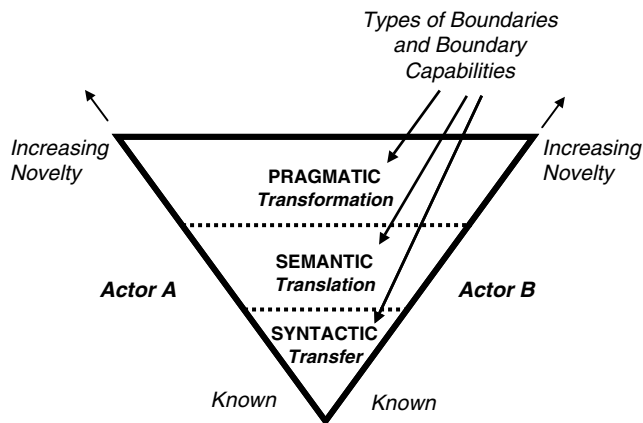 Types of Boundaries
and Boundary
Capabilities
Increasing
Novelty
Increasing
Novelty
PRAGMATIC
Transformation
SEMANTIC
Translation
Actor A
Actor B
SYNTACTIC
Transfer
Known
Known